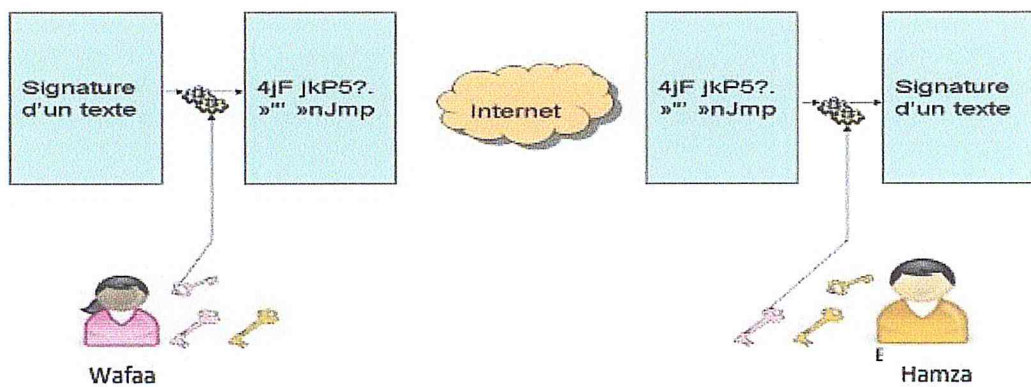 Signature
d'un texte
4jF jkP5?.
»"' »nJmp
Internet
4jF jkP5?.
»"' »nJmp
Signature
d'un texte
Wafaa
E
Hamza